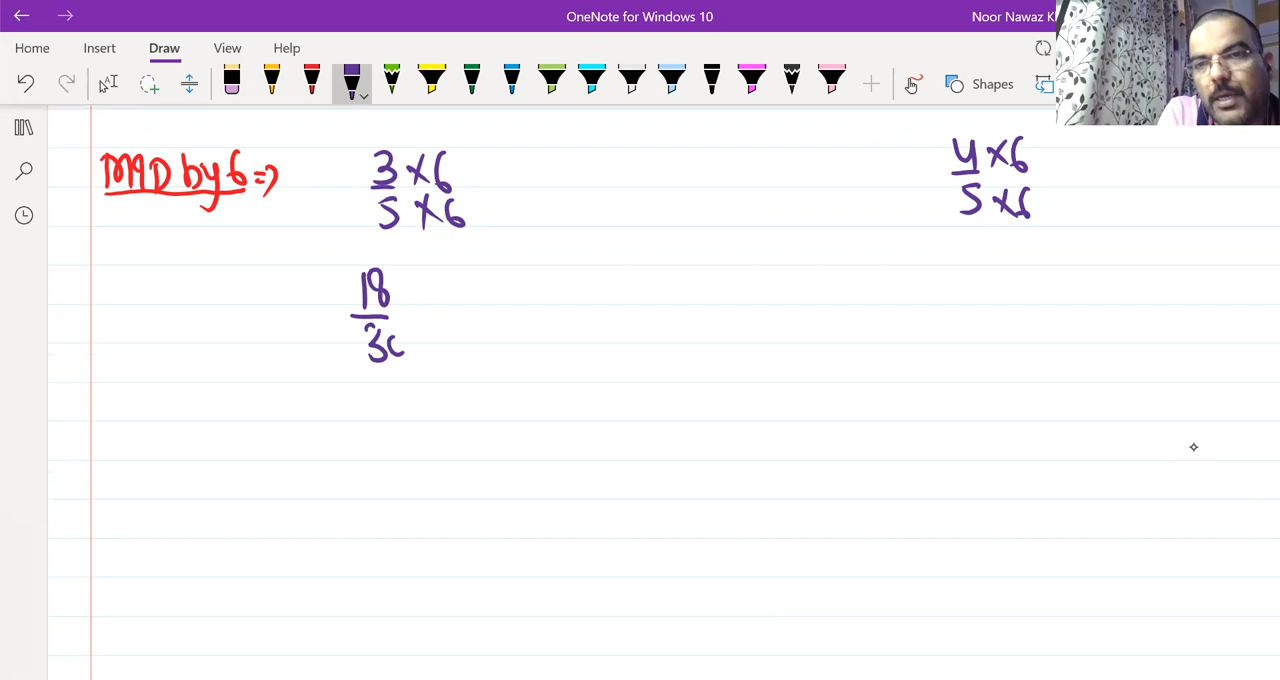 OneNote for Windows 10
Noor Nawaz K
Home Insert Draw View Help
Shapes
M&D by 6 =>
3 × 6
5 × 6
4 × 6
5 × 6
18
30